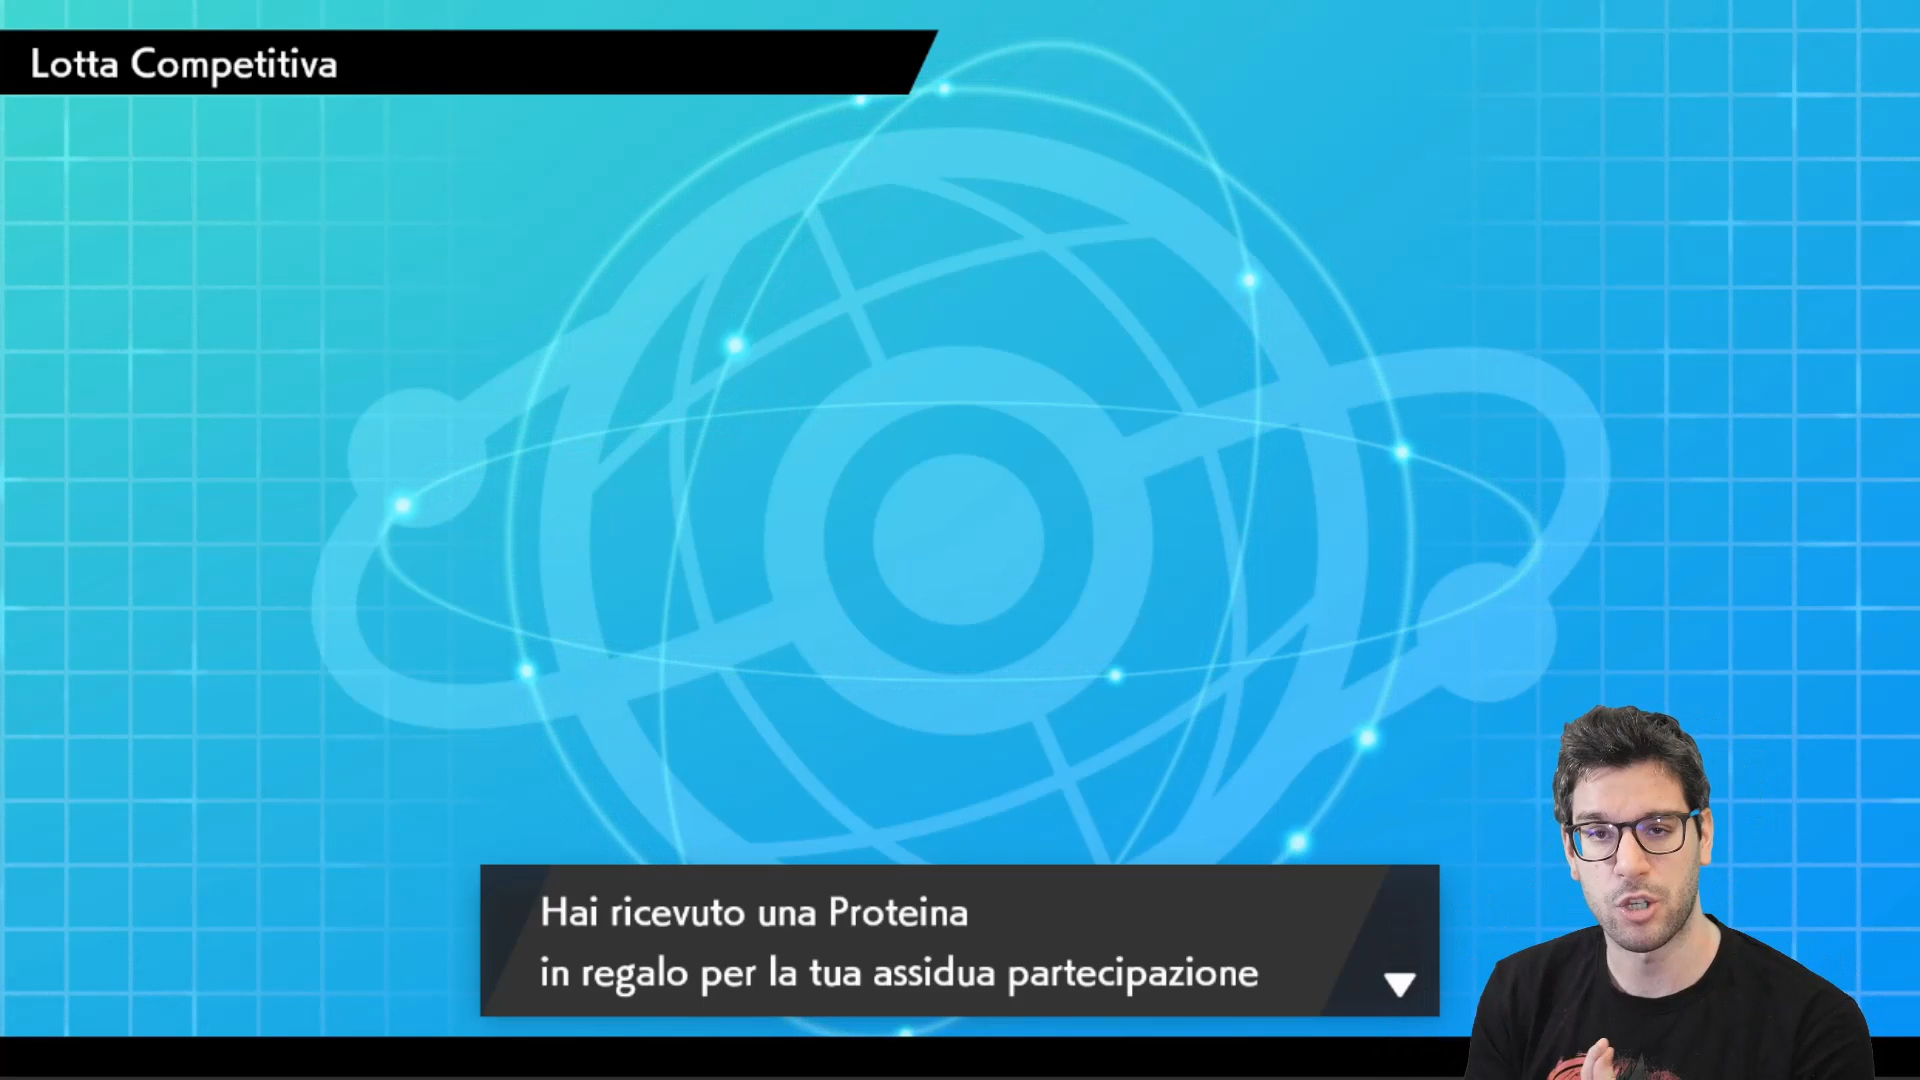 Lotta Competitiva
Hai ricevuto una Proteina
in regalo per la tua assidua partecipazione